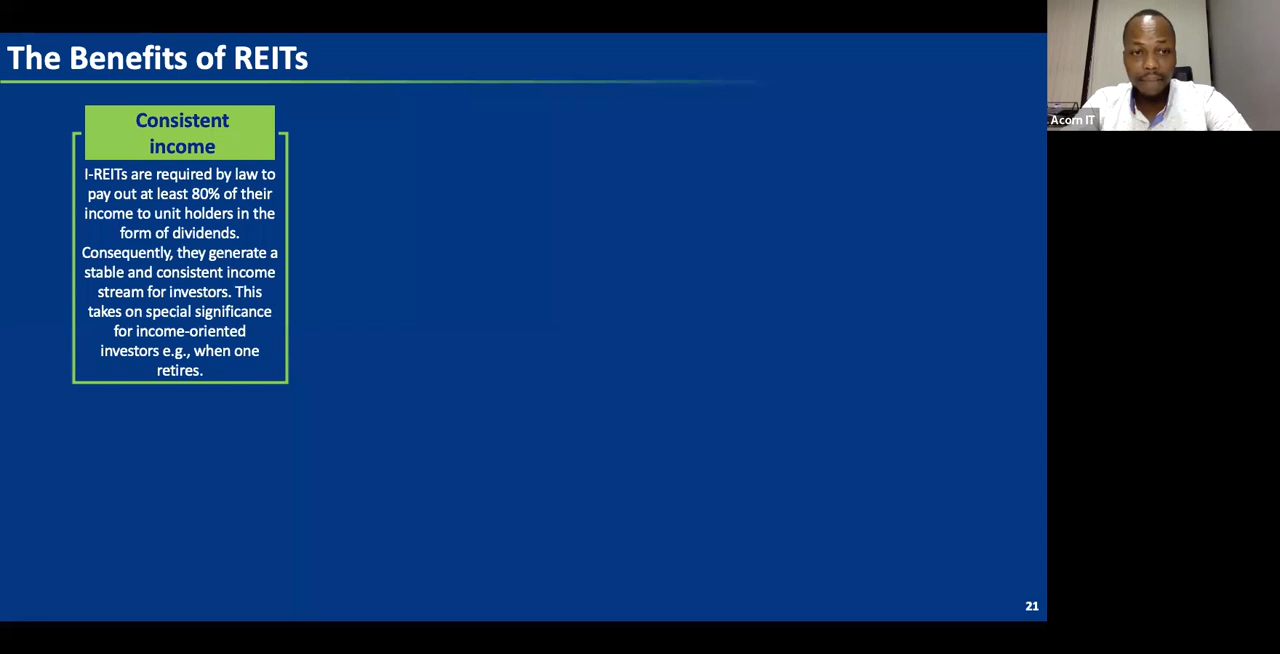 The Benefits of REITs
Consistent
income
I-REITs are required by law to
pay out at least 80% of their
income to unit holders in the
form of dividends.
Consequently, they generate a
stable and consistent income
stream for investors. This
takes on special significance
for income-oriented
investors e.g., when one
retires.
21
Acorn IT